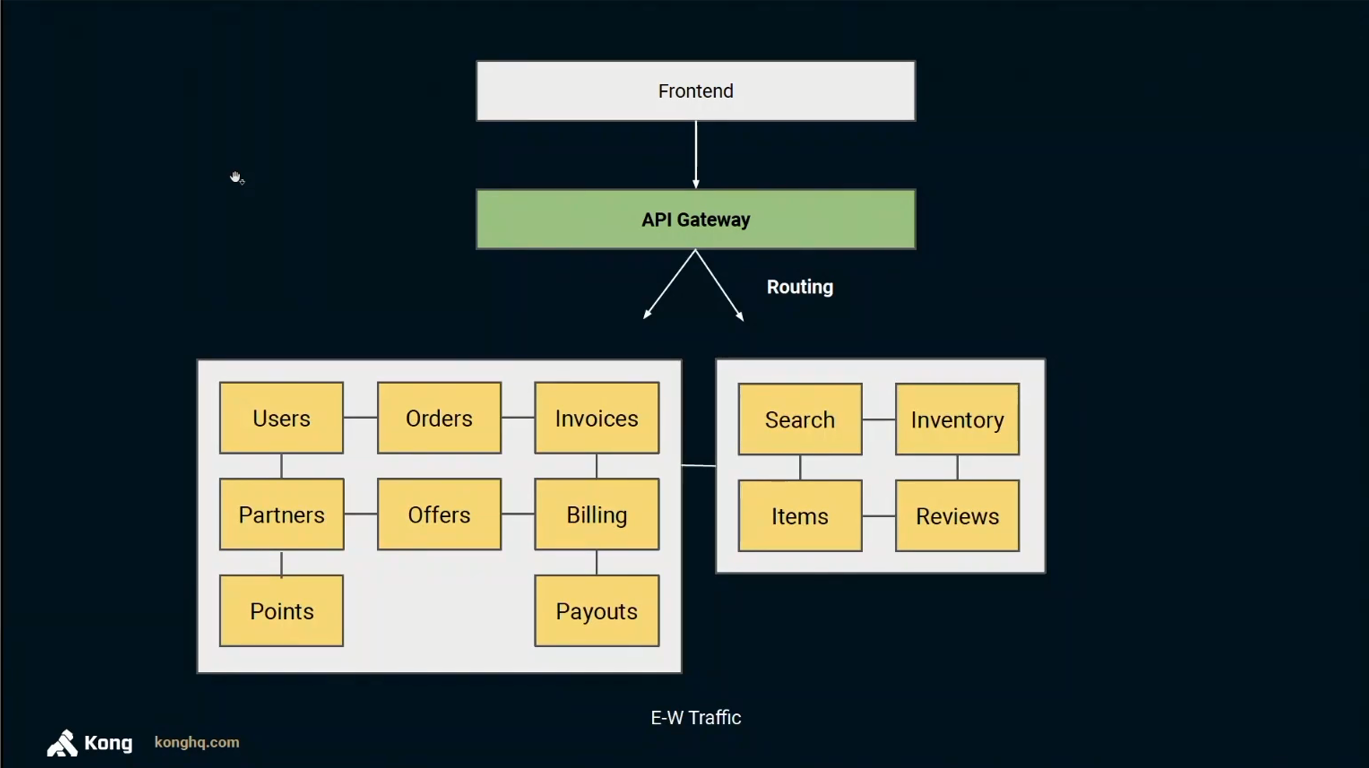 Frontend
API Gateway
Routing
Users
Orders
Invoices
Partners
Offers
Billing
Points
Payouts
Search
Inventory
Items
Reviews
E-W Traffic
Kong
konghq.com